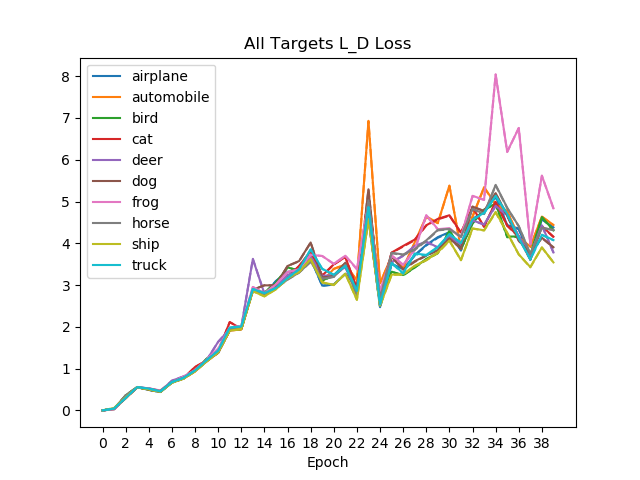 All Targets L_D Loss
airplane
automobile
bird
cat
deer
dog
frog
horse
ship
truck
8
7
6
5
4
3
2
1
0
0 2 4 6 8 10 12 14 16 18 20 22 24 26 28 30 32 34 36 38
Epoch